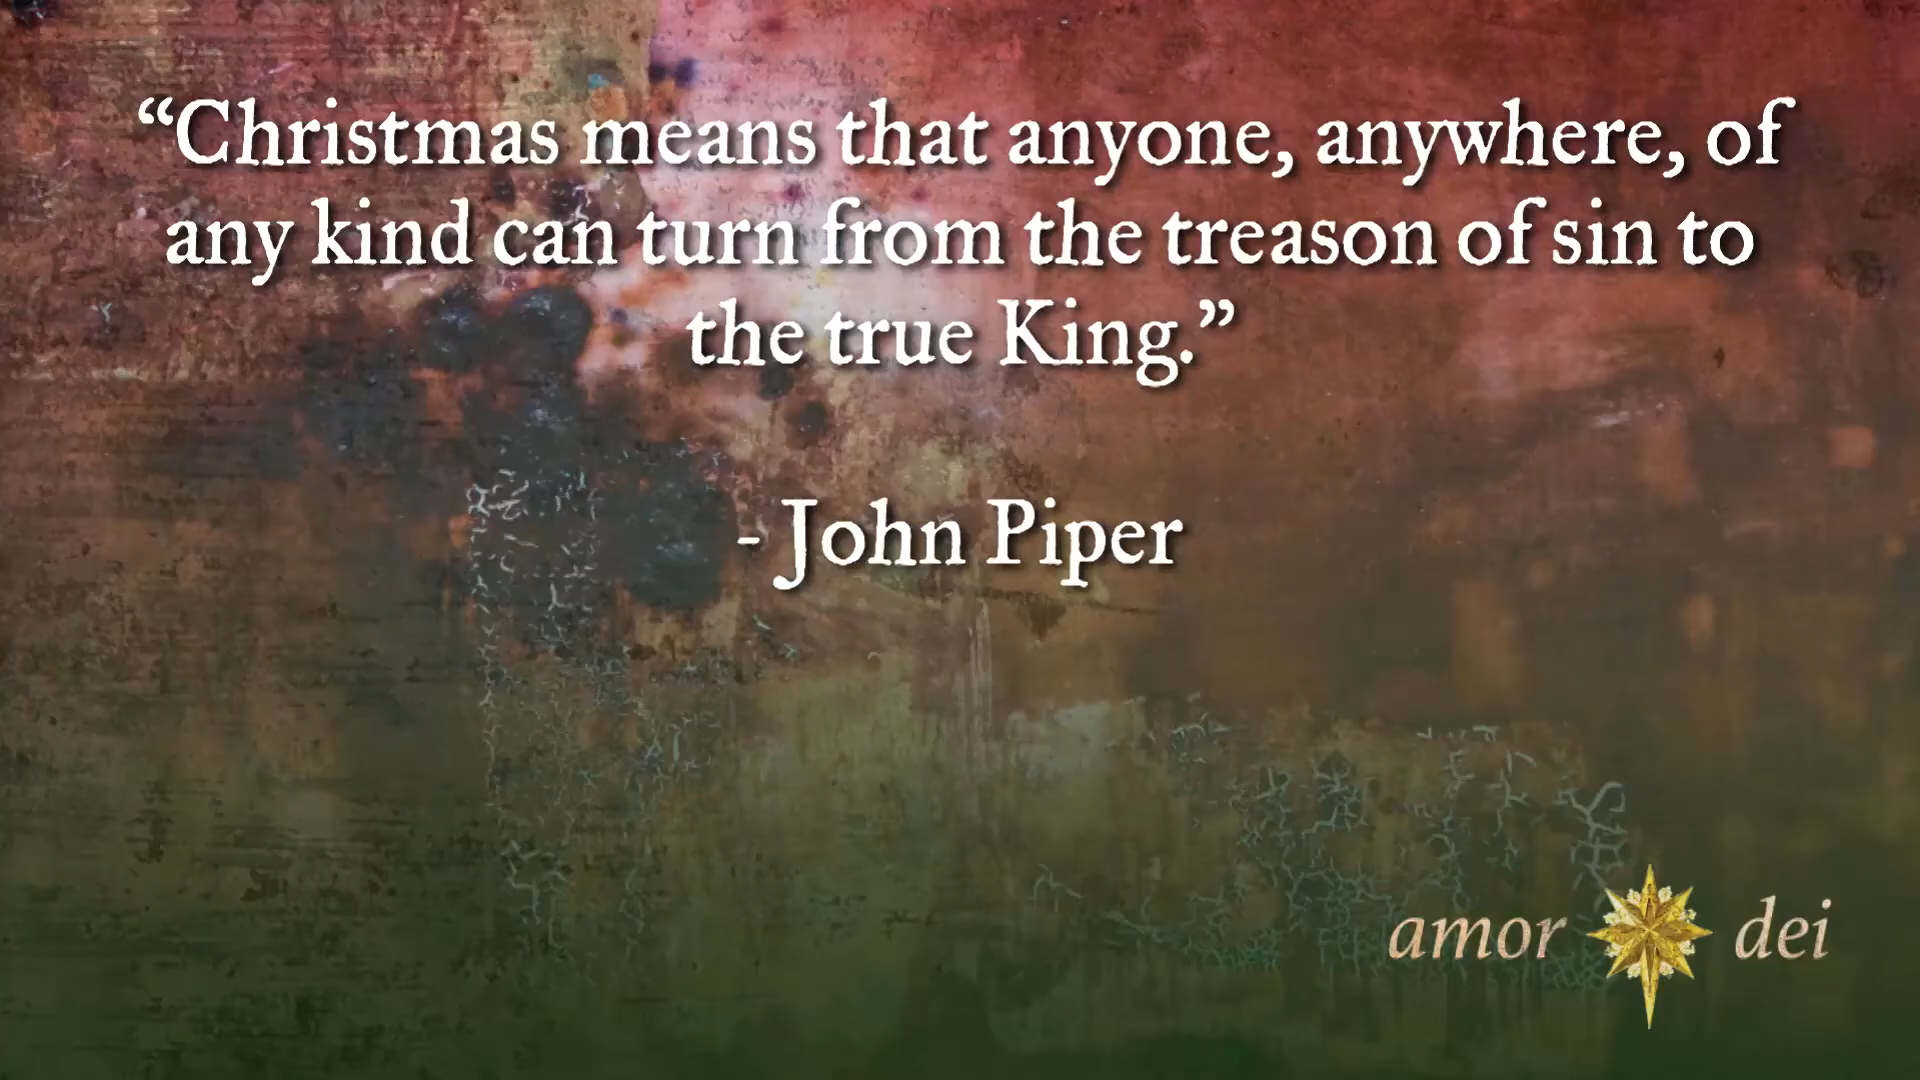 “Christmas means that anyone, anywhere, of
any kind can turn from the treason of sin to
the true King.”
- John Piper
amor dei